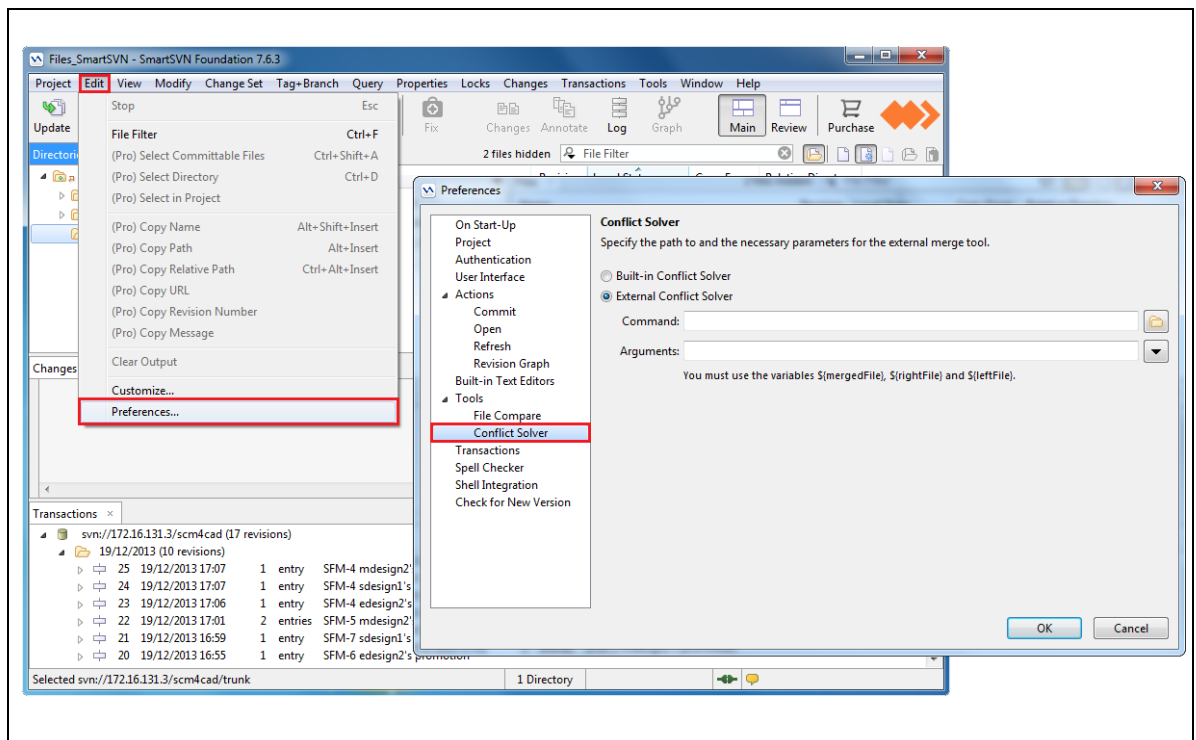 Files_SmartSVN - SmartSVN Foundation 7.6.3
Project Edit View Modify Change Set Tag+Branch Query Properties Locks Changes Transactions Tools Window Help
Update Fix Changes Annotate Log Graph Main Review Purchase
Stop Esc
File Filter Ctrl+F
(Pro) Select Committable Files Ctrl+Shift+A
(Pro) Select Directory Ctrl+D
(Pro) Select in Project
(Pro) Copy Name Alt+Shift+Insert
(Pro) Copy Path Alt+Insert
(Pro) Copy Relative Path Ctrl+Alt+Insert
(Pro) Copy URL
(Pro) Copy Revision Number
(Pro) Copy Message
Clear Output
Customize...
Preferences...
2 files hidden File Filter
Preferences
On Start-Up
Project
Authentication
User Interface
Actions
Commit
Open
Refresh
Revision Graph
Built-in Text Editors
Tools
File Compare
Conflict Solver
Transactions
Spell Checker
Shell Integration
Check for New Version
Conflict Solver
Specify the path to and the necessary parameters for the external merge tool.
Built-in Conflict Solver
External Conflict Solver
Command:
Arguments:
You must use the variables ${mergedFile}, ${rightFile} and ${leftFile}.
OK Cancel
Changes
Transactions
svn://172.16.131.3/scm4cad (17 revisions)
19/12/2013 (10 revisions)
25 19/12/2013 17:07 1 entry SFM-4 mdesign2'
24 19/12/2013 17:07 1 entry SFM-4 sdesign1's
23 19/12/2013 17:06 1 entry SFM-4 edesign2's
22 19/12/2013 17:01 2 entries SFM-5 mdesign2'
21 19/12/2013 16:59 1 entry SFM-7 sdesign1's
20 19/12/2013 16:55 1 entry SFM-6 edesign2's promotion
Selected svn://172.16.131.3/scm4cad/trunk 1 Directory